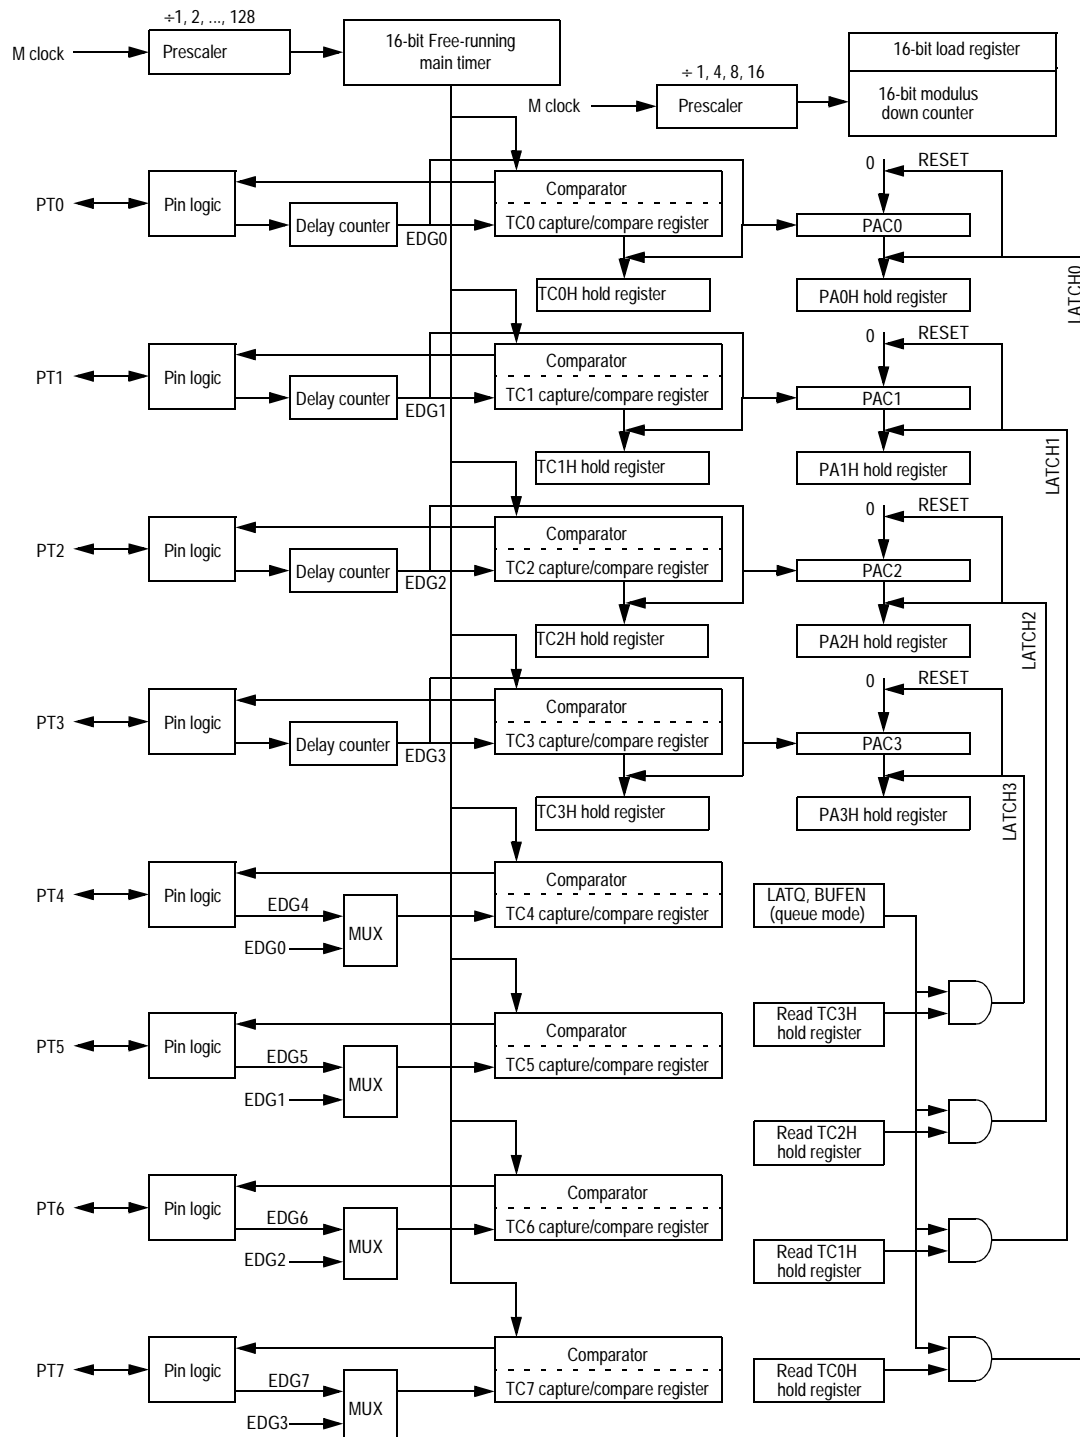 ÷1, 2, ..., 128
M clock
Prescaler
16-bit Free-running
main timer
16-bit load register
16-bit modulus
down counter
÷ 1, 4, 8, 16
M clock
Prescaler
0
RESET
PT0
Pin logic
Delay counter
EDG0
Comparator
TC0 capture/compare register
PAC0
TC0H hold register
PA0H hold register
LATCH0
0
RESET
PT1
Pin logic
Delay counter
EDG1
Comparator
TC1 capture/compare register
PAC1
TC1H hold register
PA1H hold register
LATCH1
0
RESET
PT2
Pin logic
Delay counter
EDG2
Comparator
TC2 capture/compare register
PAC2
TC2H hold register
PA2H hold register
LATCH2
0
RESET
PT3
Pin logic
Delay counter
EDG3
Comparator
TC3 capture/compare register
PAC3
TC3H hold register
PA3H hold register
LATCH3
PT4
Pin logic
EDG4
EDG0
MUX
Comparator
TC4 capture/compare register
LATQ, BUFEN
(queue mode)
Read TC3H
hold register
PT5
Pin logic
EDG5
EDG1
MUX
Comparator
TC5 capture/compare register
Read TC2H
hold register
PT6
Pin logic
EDG6
EDG2
MUX
Comparator
TC6 capture/compare register
Read TC1H
hold register
PT7
Pin logic
EDG7
EDG3
MUX
Comparator
TC7 capture/compare register
Read TC0H
hold register